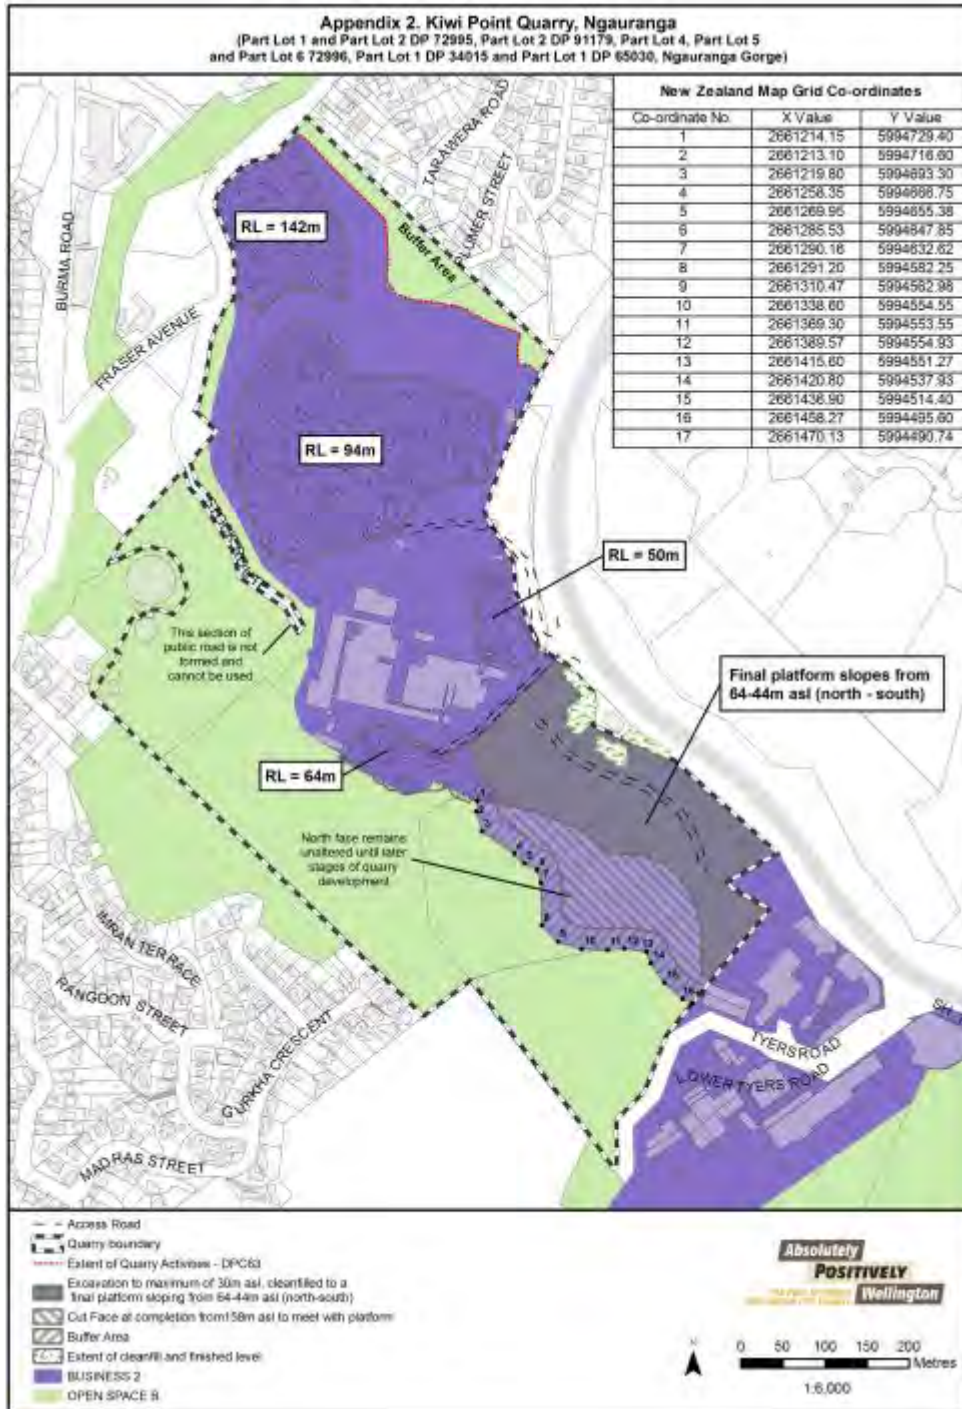 Appendix 2. Kiwi Point Quarry, Ngauranga
(Part Lot 1 and Part Lot 2 DP 72995, Part Lot 2 DP 91179, Part Lot 4, Part Lot 5
and Part Lot 6 72996, Part Lot 1 DP 34015 and Part Lot 1 DP 65030, Ngauranga Gorge)
New Zealand Map Grid Co-ordinates
Co-ordinate No. X Value Y Value
1 2661214.15 5994729.40
2 2661213.10 5994716.60
3 2661219.80 5994693.30
4 2661258.35 5994666.75
5 2661269.95 5994655.38
6 2661285.53 5994647.85
7 2661290.16 5994632.62
8 2661291.20 5994582.25
9 2661310.47 5994562.96
10 2661338.60 5994554.55
11 2661369.30 5994553.55
12 2661389.57 5994554.93
13 2661415.60 5994551.27
14 2661420.80 5994537.93
15 2661436.90 5994514.40
16 2661458.27 5994495.60
17 2661470.13 5994490.74
TARAWERA ROAD
PLUMER STREET
BURMA ROAD
RL = 142m
Buffer Area
FRASER AVENUE
RL = 94m
RL = 50m
This section of
public road is not
formed and
cannot be used
Final platform slopes from
64-44m asl (north - south)
RL = 64m
North face remains
unaltered until later
stages of quarry
development
10 11 12 13
14
IMRAN TERRACE
RANGOON STREET
GURKHA CRESCENT
MADRAS STREET
TYERS ROAD
LOWER TYERS ROAD
Access Road
Quarry boundary
Extent of Quarry Activities - DPC63
Excavation to maximum of 30m asl, cleanfilled to a
final platform sloping from 64-44m asl (north-south)
Cut Face at completion from158m asl to meet with platform
Buffer Area
Extent of cleanfill and finished level
BUSINESS 2
OPEN SPACE B
Absolutely
POSITIVELY
Wellington
N
0 50 100 150 200
Metres
1:6,000